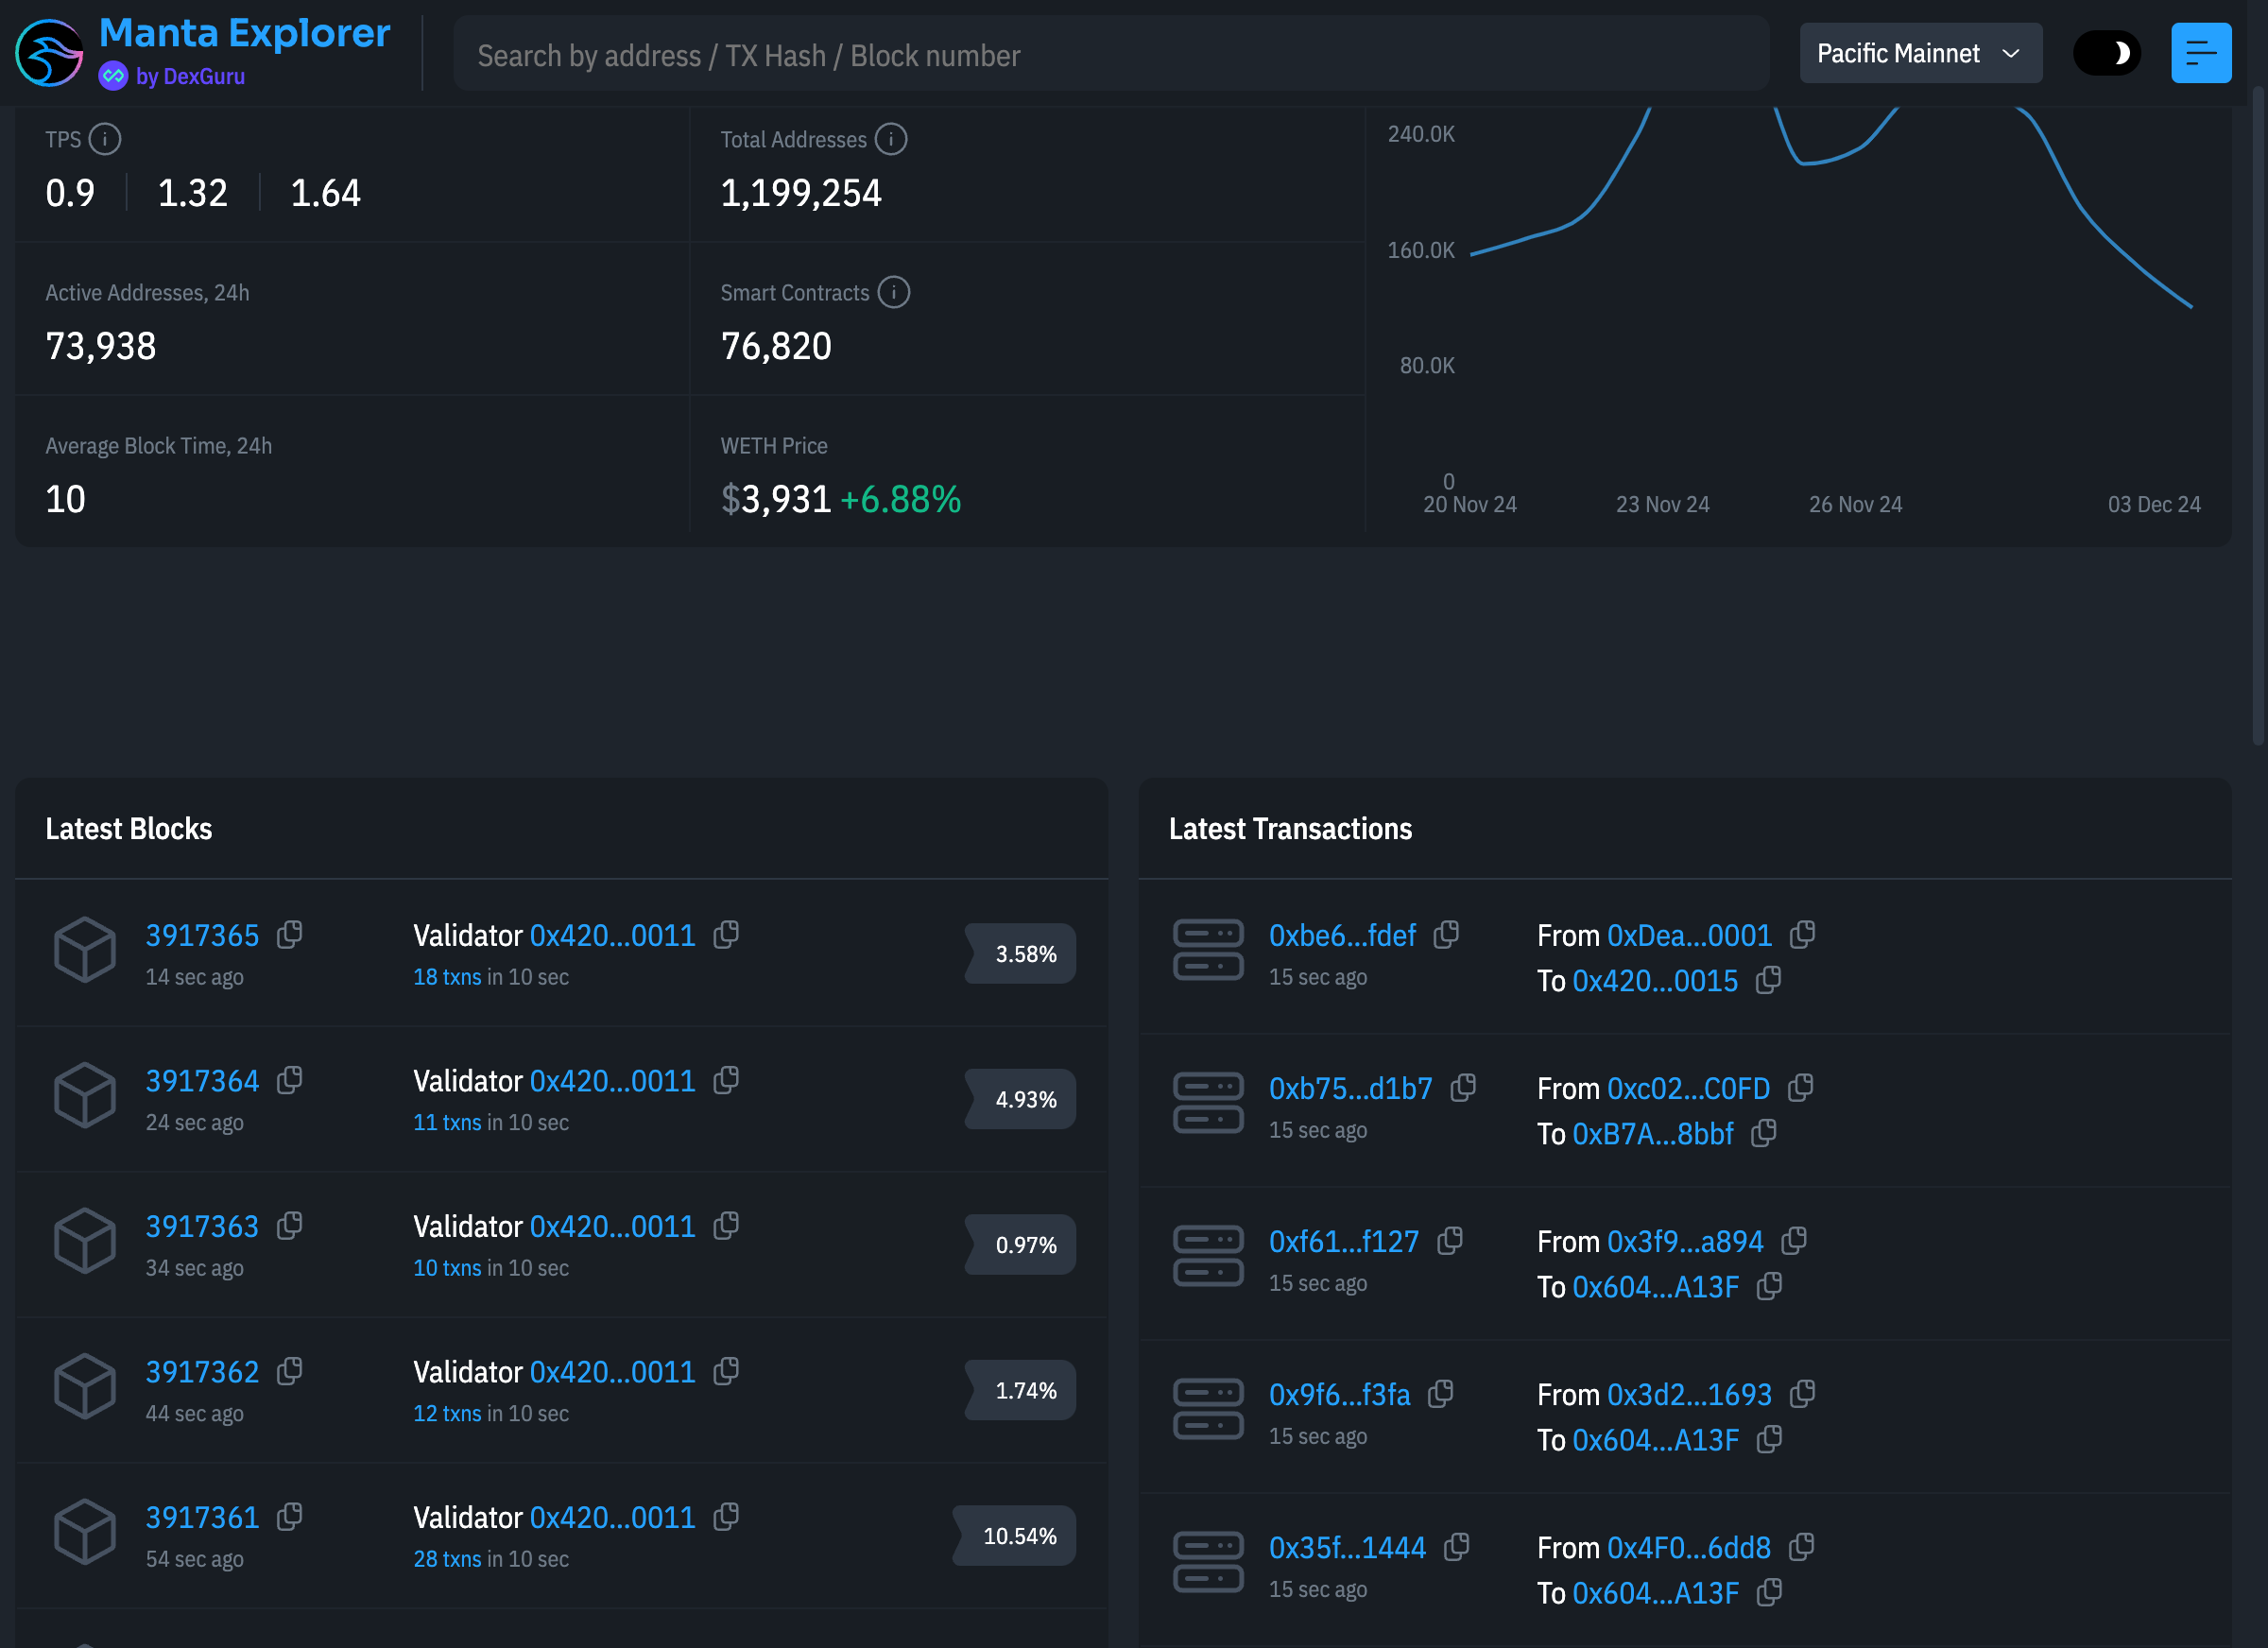 Manta Explorer
by DexGuru
Search by address / TX Hash / Block number
Pacific Mainnet
TPS
0.9 1.32 1.64
Total Addresses
1,199,254
Active Addresses, 24h
73,938
Smart Contracts
76,820
Average Block Time, 24h
10
WETH Price
$3,931 +6.88%
240.0K
160.0K
80.0K
0
20 Nov 24 23 Nov 24 26 Nov 24 03 Dec 24
Latest Blocks
3917365 Validator 0x420...0011
14 sec ago 18 txns in 10 sec
3.58%
3917364 Validator 0x420...0011
24 sec ago 11 txns in 10 sec
4.93%
3917363 Validator 0x420...0011
34 sec ago 10 txns in 10 sec
0.97%
3917362 Validator 0x420...0011
44 sec ago 12 txns in 10 sec
1.74%
3917361 Validator 0x420...0011
54 sec ago 28 txns in 10 sec
10.54%
Latest Transactions
0xbe6...fdef From 0xDea...0001
15 sec ago To 0x420...0015
0xb75...d1b7 From 0xc02...C0FD
15 sec ago To 0xB7A...8bbf
0xf61...f127 From 0x3f9...a894
15 sec ago To 0x604...A13F
0x9f6...f3fa From 0x3d2...1693
15 sec ago To 0x604...A13F
0x35f...1444 From 0x4F0...6dd8
15 sec ago To 0x604...A13F